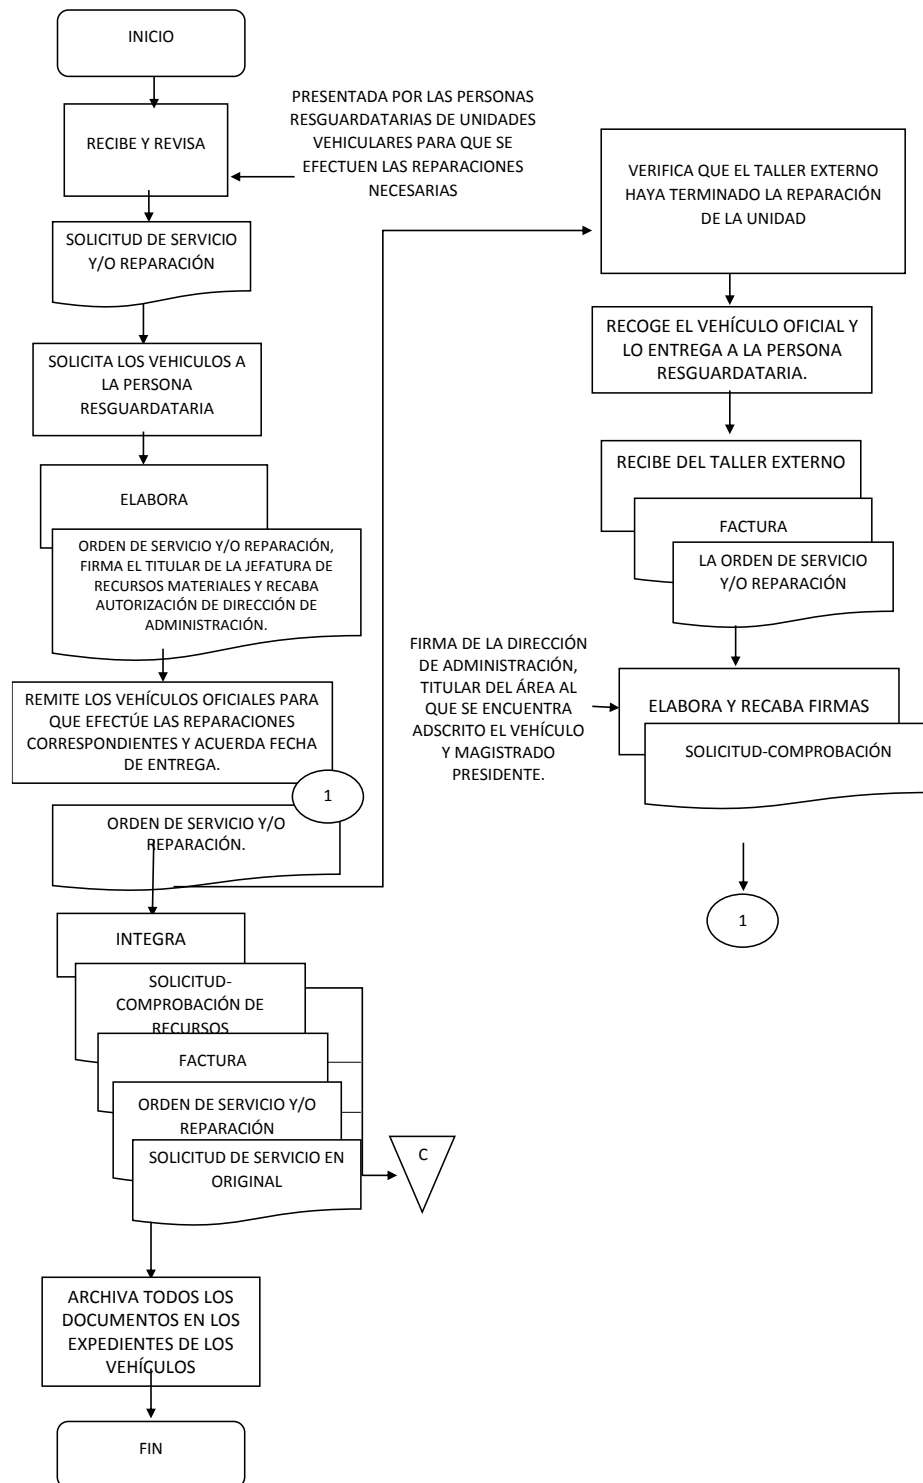 INICIO
RECIBE Y REVISA
PRESENTADA POR LAS PERSONAS
RESGUARDATARIAS DE UNIDADES
VEHICULARES PARA QUE SE
EFECTUEN LAS REPARACIONES
NECESARIAS
SOLICITUD DE SERVICIO
Y/O REPARACIÓN
SOLICITA LOS VEHICULOS A
LA PERSONA
RESGUARDATARIA
ELABORA
ORDEN DE SERVICIO Y/O REPARACIÓN,
FIRMA EL TITULAR DE LA JEFATURA DE
RECURSOS MATERIALES Y RECABA
AUTORIZACIÓN DE DIRECCIÓN DE
ADMINISTRACIÓN.
REMITE LOS VEHÍCULOS OFICIALES PARA
QUE EFECTÚE LAS REPARACIONES
CORRESPONDIENTES Y ACUERDA FECHA
DE ENTREGA.
1
ORDEN DE SERVICIO Y/O
REPARACIÓN.
INTEGRA
SOLICITUD-
COMPROBACIÓN DE
RECURSOS
FACTURA
ORDEN DE SERVICIO Y/O
REPARACIÓN
SOLICITUD DE SERVICIO EN
ORIGINAL
C
ARCHIVA TODOS LOS
DOCUMENTOS EN LOS
EXPEDIENTES DE LOS
VEHÍCULOS
FIN
VERIFICA QUE EL TALLER EXTERNO
HAYA TERMINADO LA REPARACIÓN
DE LA UNIDAD
RECOGE EL VEHÍCULO OFICIAL Y
LO ENTREGA A LA PERSONA
RESGUARDATARIA.
RECIBE DEL TALLER EXTERNO
FACTURA
LA ORDEN DE SERVICIO
Y/O REPARACIÓN
FIRMA DE LA DIRECCIÓN
DE ADMINISTRACIÓN,
TITULAR DEL ÁREA AL
QUE SE ENCUENTRA
ADSCRITO EL VEHÍCULO
Y MAGISTRADO
PRESIDENTE.
ELABORA Y RECABA FIRMAS
SOLICITUD-COMPROBACIÓN
1